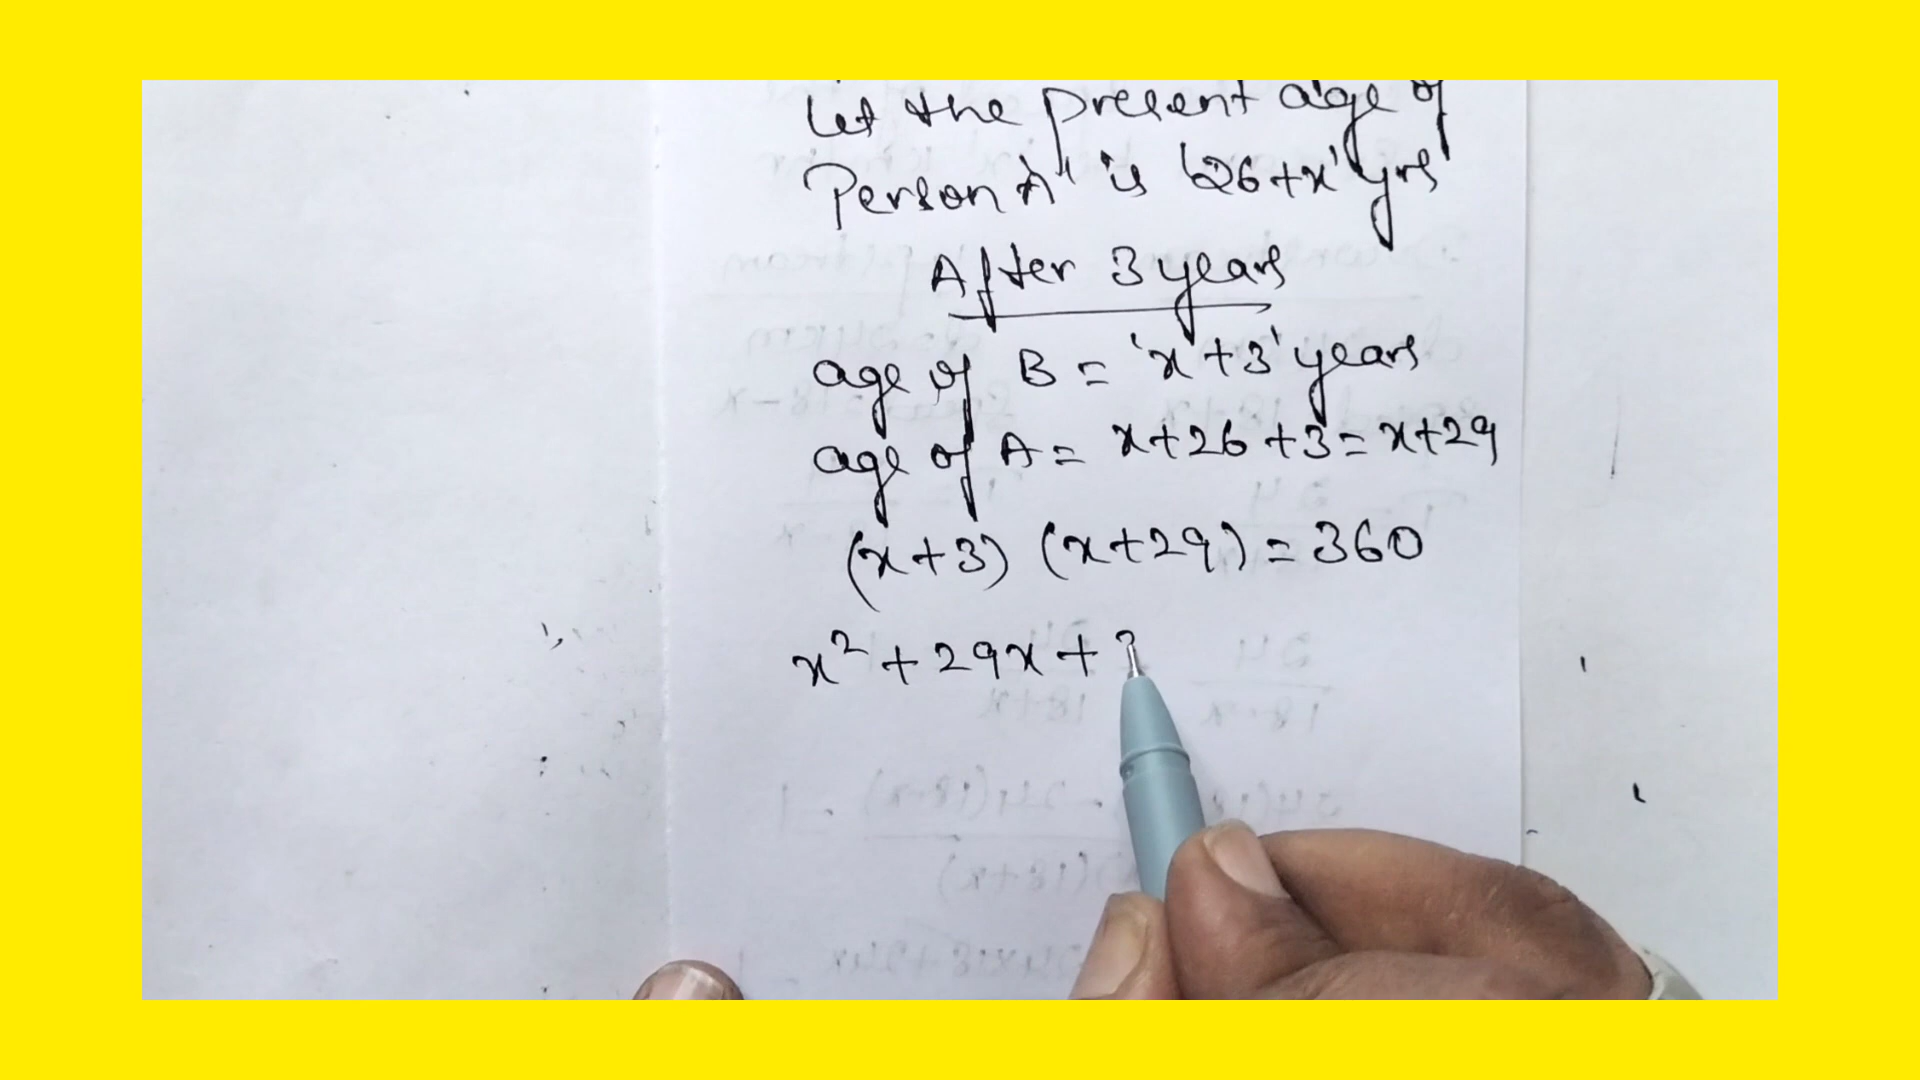 Let the present age of
Person 'A' is '26+x' yrs
After 3 years
age of B = 'x'+3' years
age of A = x+26+3=x+29
(x+3) (x+29) = 360
x² + 29x + 3